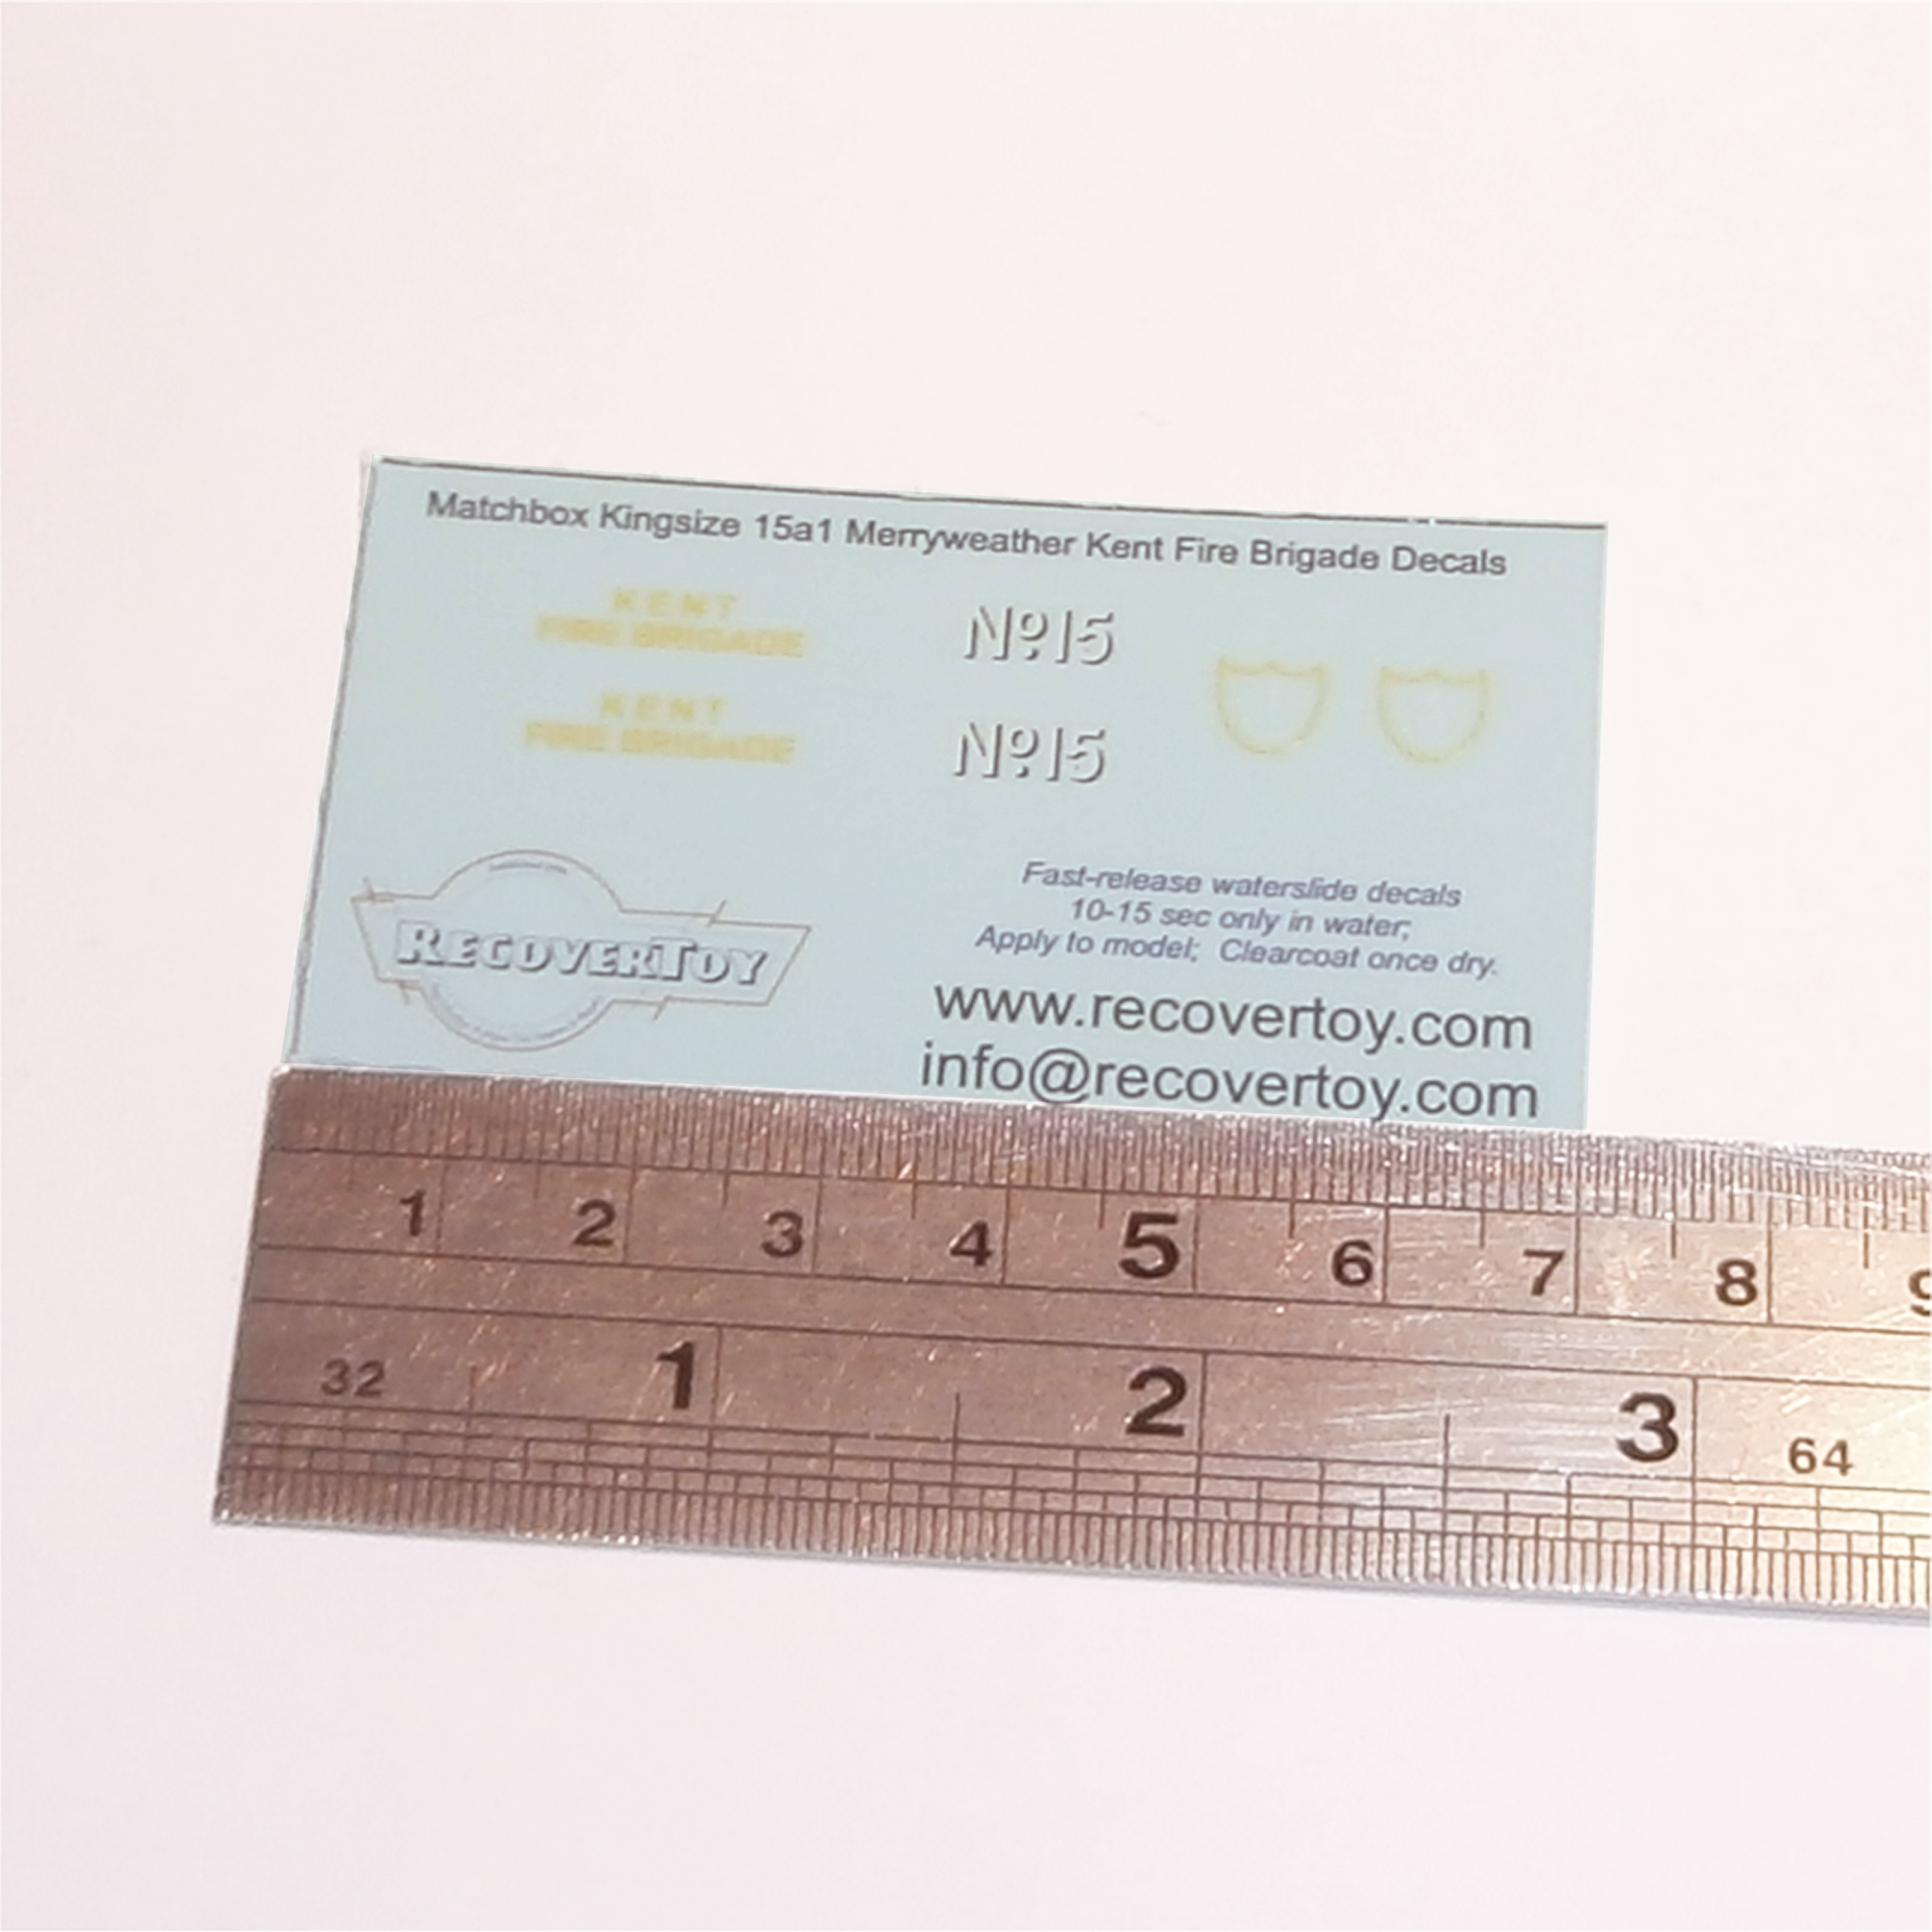 Matchbox Kingsize 15a1 Merryweather Kent Fire Brigade Decals
KENT
FIRE BRIGADE
Nº15
KENT
FIRE BRIGADE
Nº15
RECOVERTOY
Fast-release waterslide decals
10-15 sec only in water;
Apply to model; Clearcoat once dry.
www.recovertoy.com
info@recovertoy.com
1 2 3 4 5 6 7 8 9
32 1 2 3 64